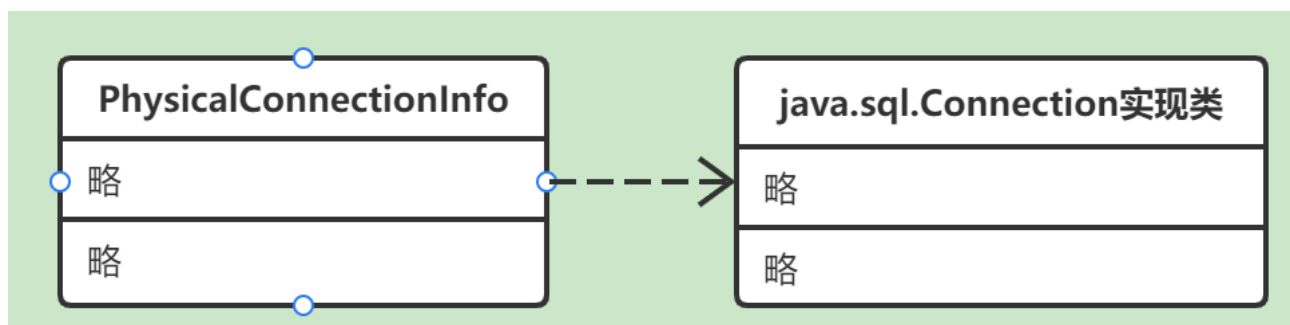 PhysicalConnectionInfo
略
略
java.sql.Connection实现类
略
略